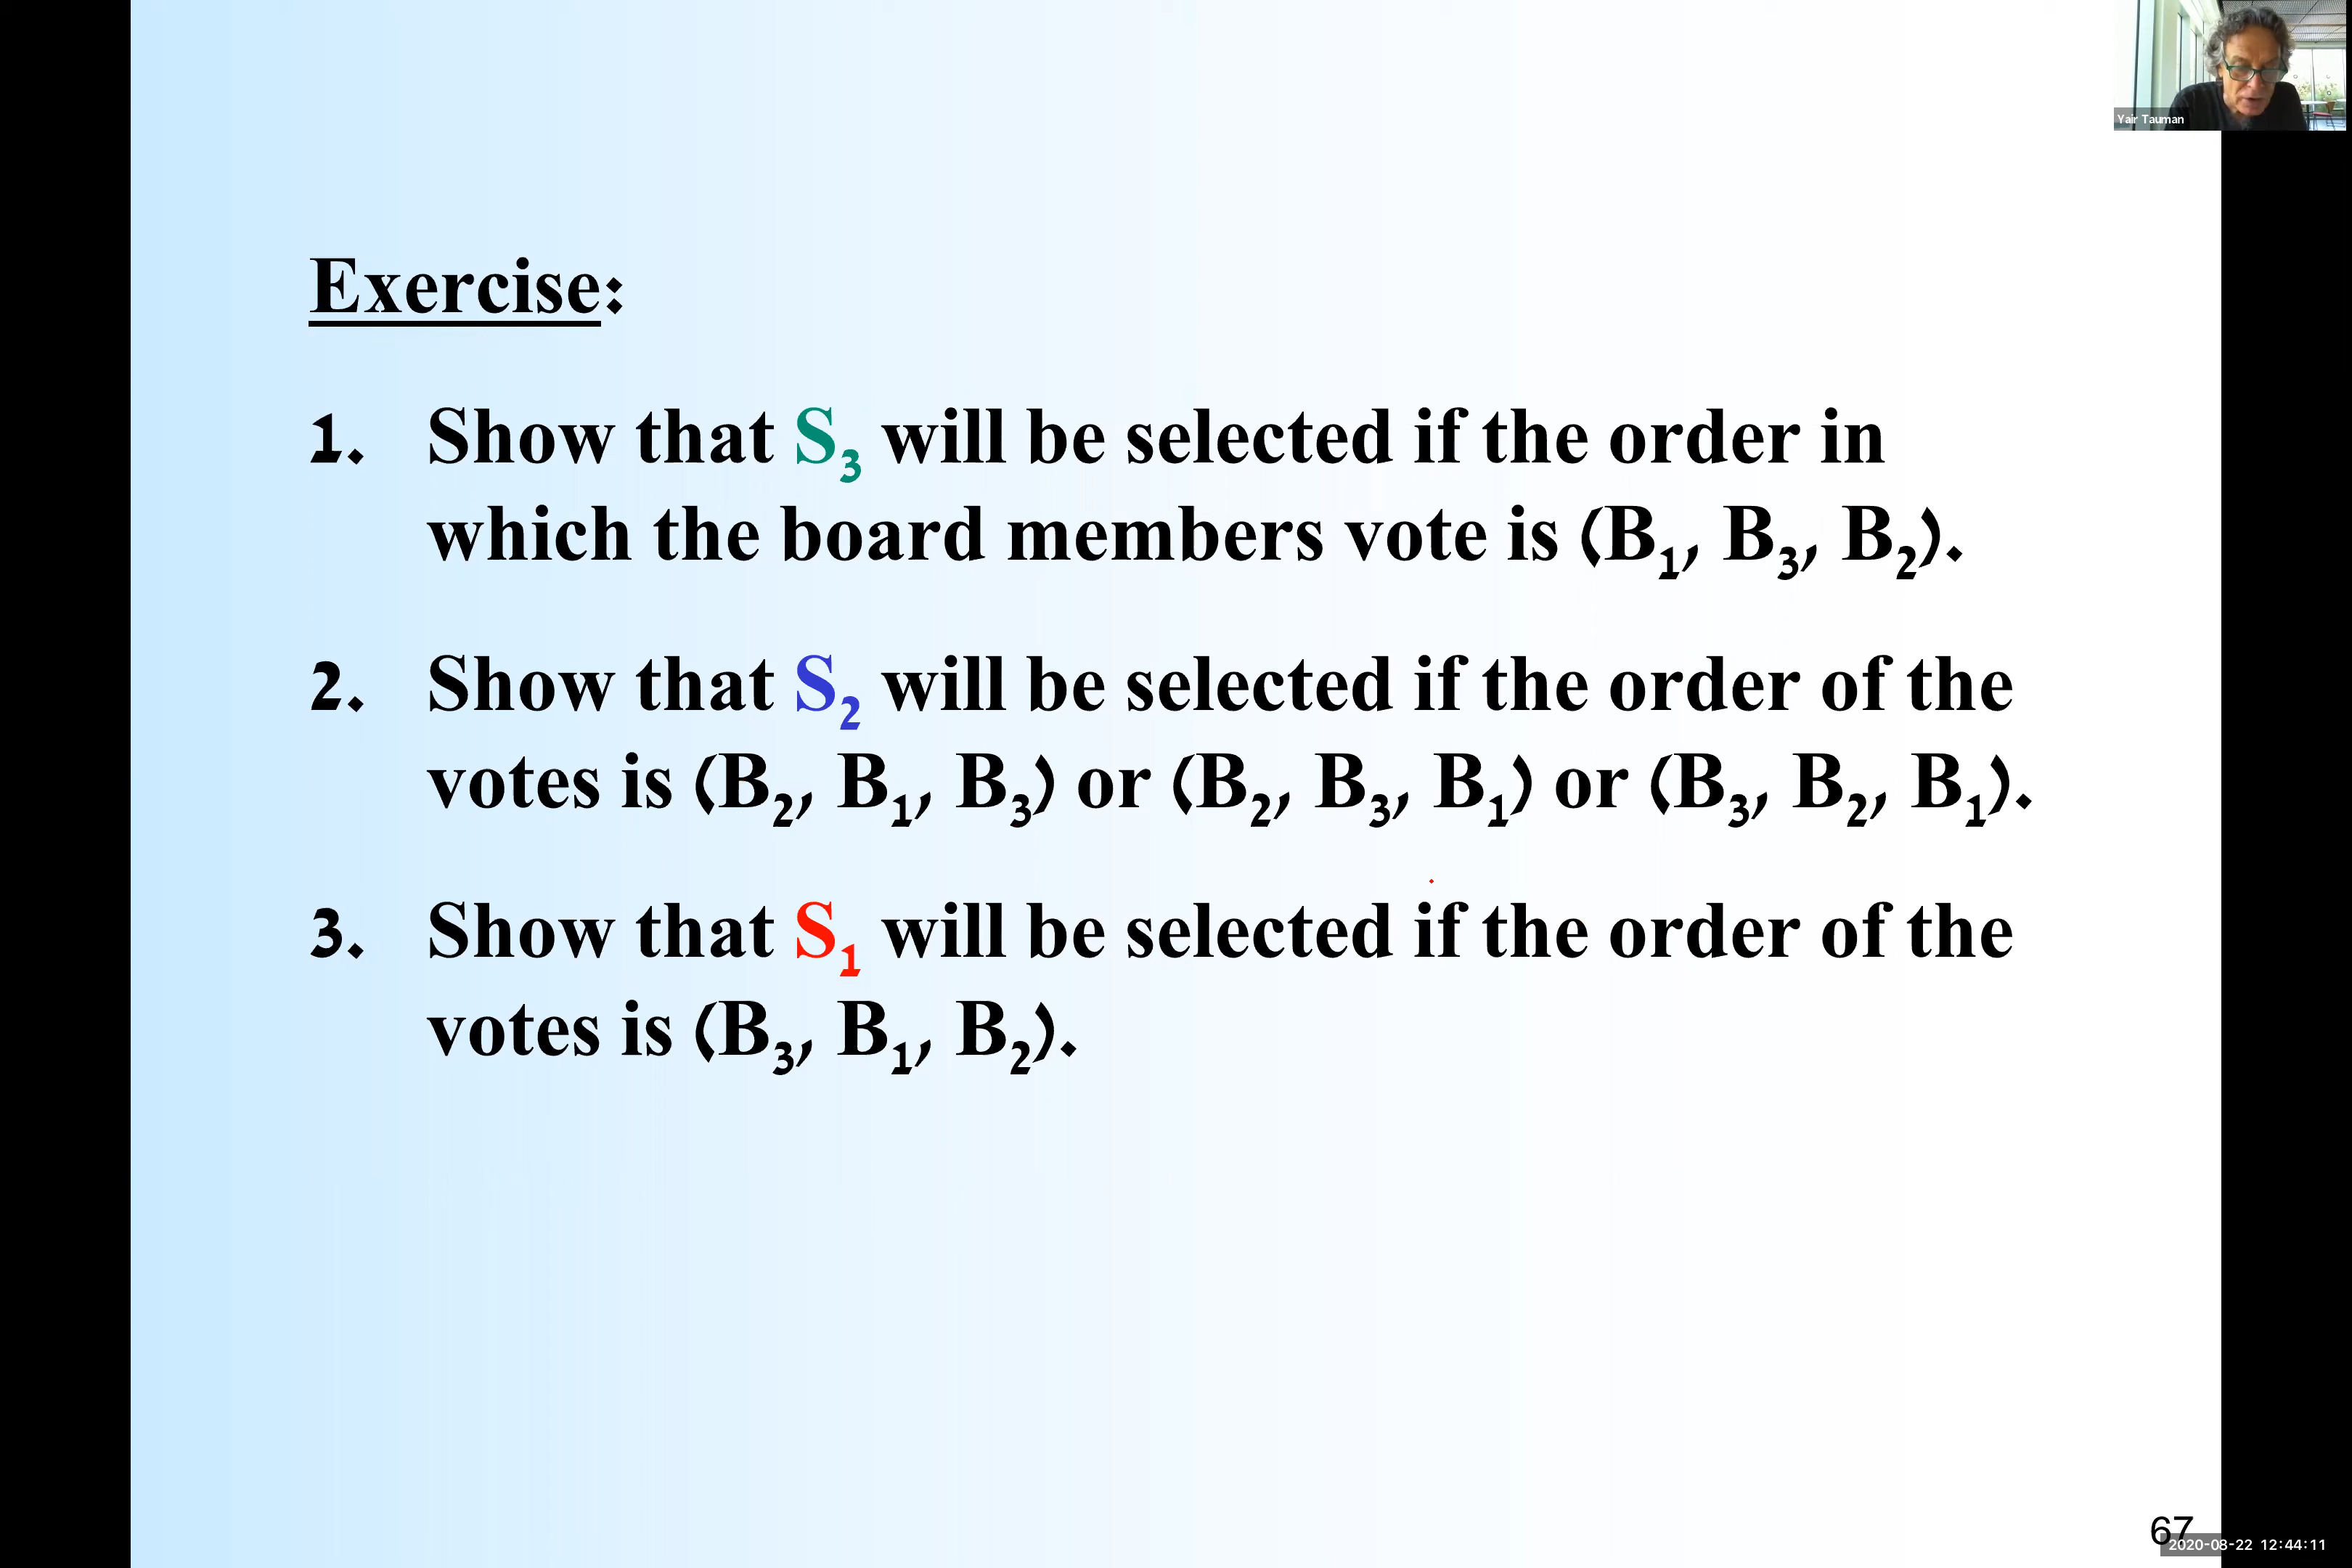 Yair Tauman
Exercise:
1. Show that S₃ will be selected if the order in
which the board members vote is (B₁, B₃, B₂).
2. Show that S₂ will be selected if the order of the
votes is (B₂, B₁, B₃) or (B₂, B₃, B₁) or (B₃, B₂, B₁).
3. Show that S₁ will be selected if the order of the
votes is (B₃, B₁, B₂).
67
2020-08-22 12:44:11